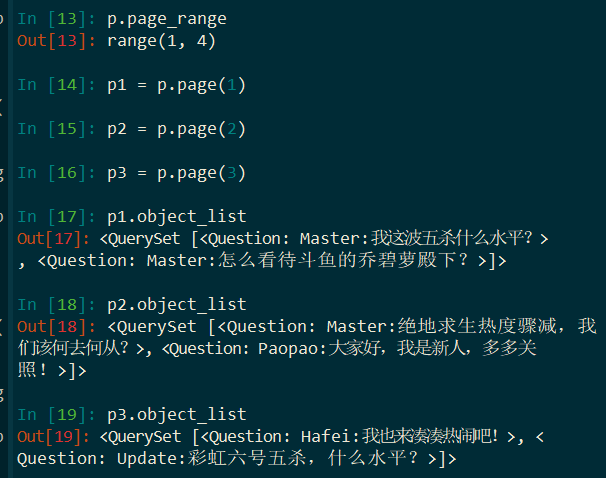 In [13]: p.page_range
Out[13]: range(1, 4)
In [14]: p1 = p.page(1)
In [15]: p2 = p.page(2)
In [16]: p3 = p.page(3)
In [17]: p1.object_list
Out[17]: <QuerySet [<Question: Master:我这波五杀什么水平？>
, <Question: Master:怎么看待斗鱼的乔碧萝殿下？>]>
In [18]: p2.object_list
Out[18]: <QuerySet [<Question: Master:绝地求生热度骤减，我
们该何去何从？>, <Question: Paopao:大家好，我是新人，多多关
照！>]>
In [19]: p3.object_list
Out[19]: <QuerySet [<Question: Hafei:我也来凑凑热闹吧！>, <
Question: Update:彩虹六号五杀，什么水平？>]>